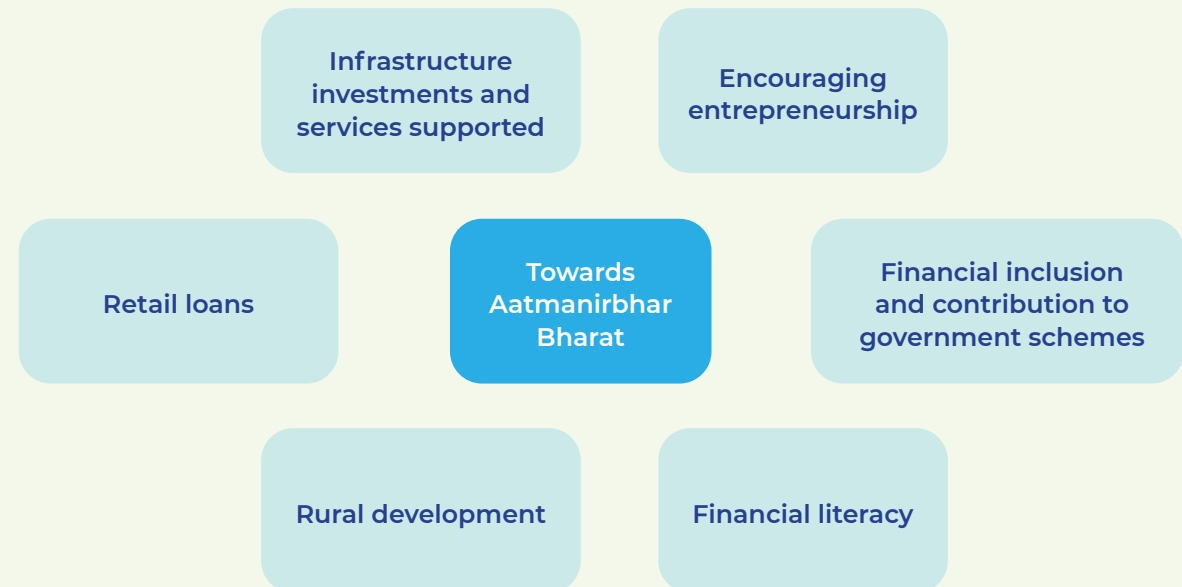 Infrastructure
investments and
services supported
Encouraging
entrepreneurship
Retail loans
Towards
Aatmanirbhar
Bharat
Financial inclusion
and contribution to
government schemes
Rural development
Financial literacy